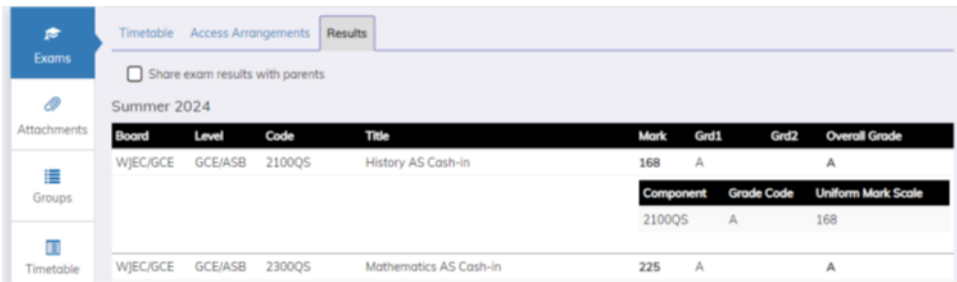 Exams
Attachments
Groups
Timetable
Timetable Access Arrangements Results
Share exam results with parents
Summer 2024
Board Level Code Title Mark Grd1 Grd2 Overall Grade
WJEC/GCE GCE/ASB 2100QS History AS Cash-in 168 A A
Component Grade Code Uniform Mark Scale
2100QS A 168
WJEC/GCE GCE/ASB 2300QS Mathematics AS Cash-in 225 A A